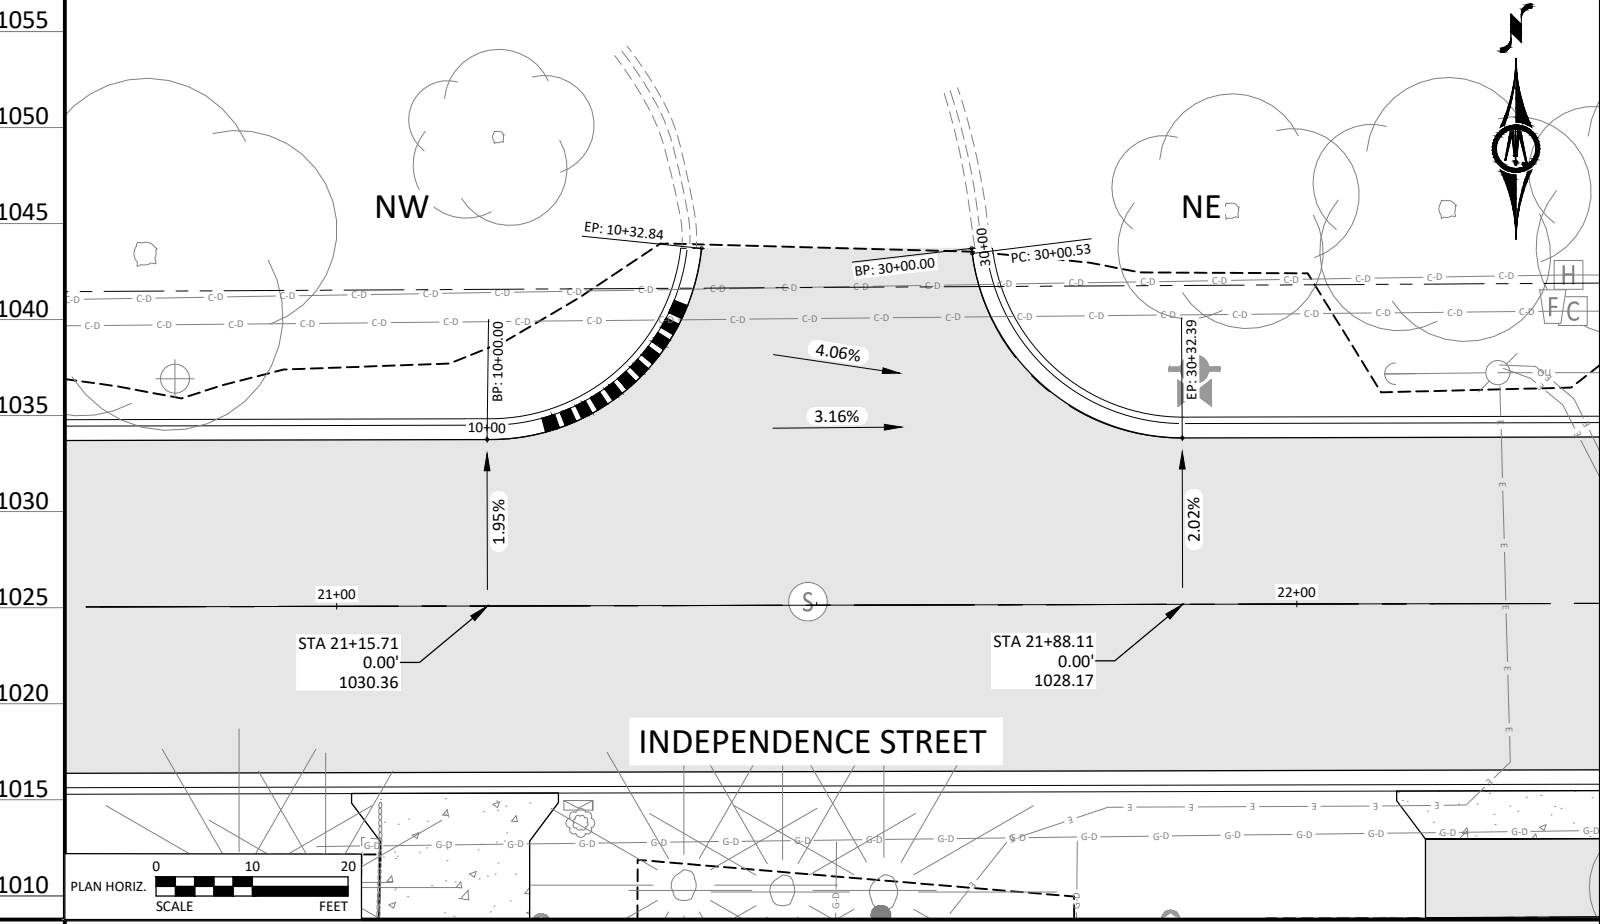 1055
1050
1045
1040
1035
1030
1025
1020
1015
1010
N
NW
NE
EP: 10+32.84
BP: 30+00.00
30+00
PC: 30+00.53
H
F
C
C-D C-D C-D C-D C-D C-D C-D C-D C-D C-D C-D C-D C-D C-D C-D C-D C-D C-D C-D C-D C-D
C-D C-D C-D C-D C-D C-D C-D C-D C-D C-D C-D C-D C-D C-D C-D C-D C-D C-D C-D C-D C-D
BP: 10+00.00
10+00
EP: 30+32.39
4.06%
3.16%
OU
1.95%
2.02%
21+00
S
22+00
STA 21+15.71
0.00'
1030.36
STA 21+88.11
0.00'
1028.17
INDEPENDENCE STREET
E E E E E
E E E E E E E
G-D G-D G-D G-D G-D G-D G-D G-D G-D G-D G-D G-D G-D G-D G-D G-D G-D G-D
G-D G-D
0 10 20
PLAN HORIZ.
SCALE FEET